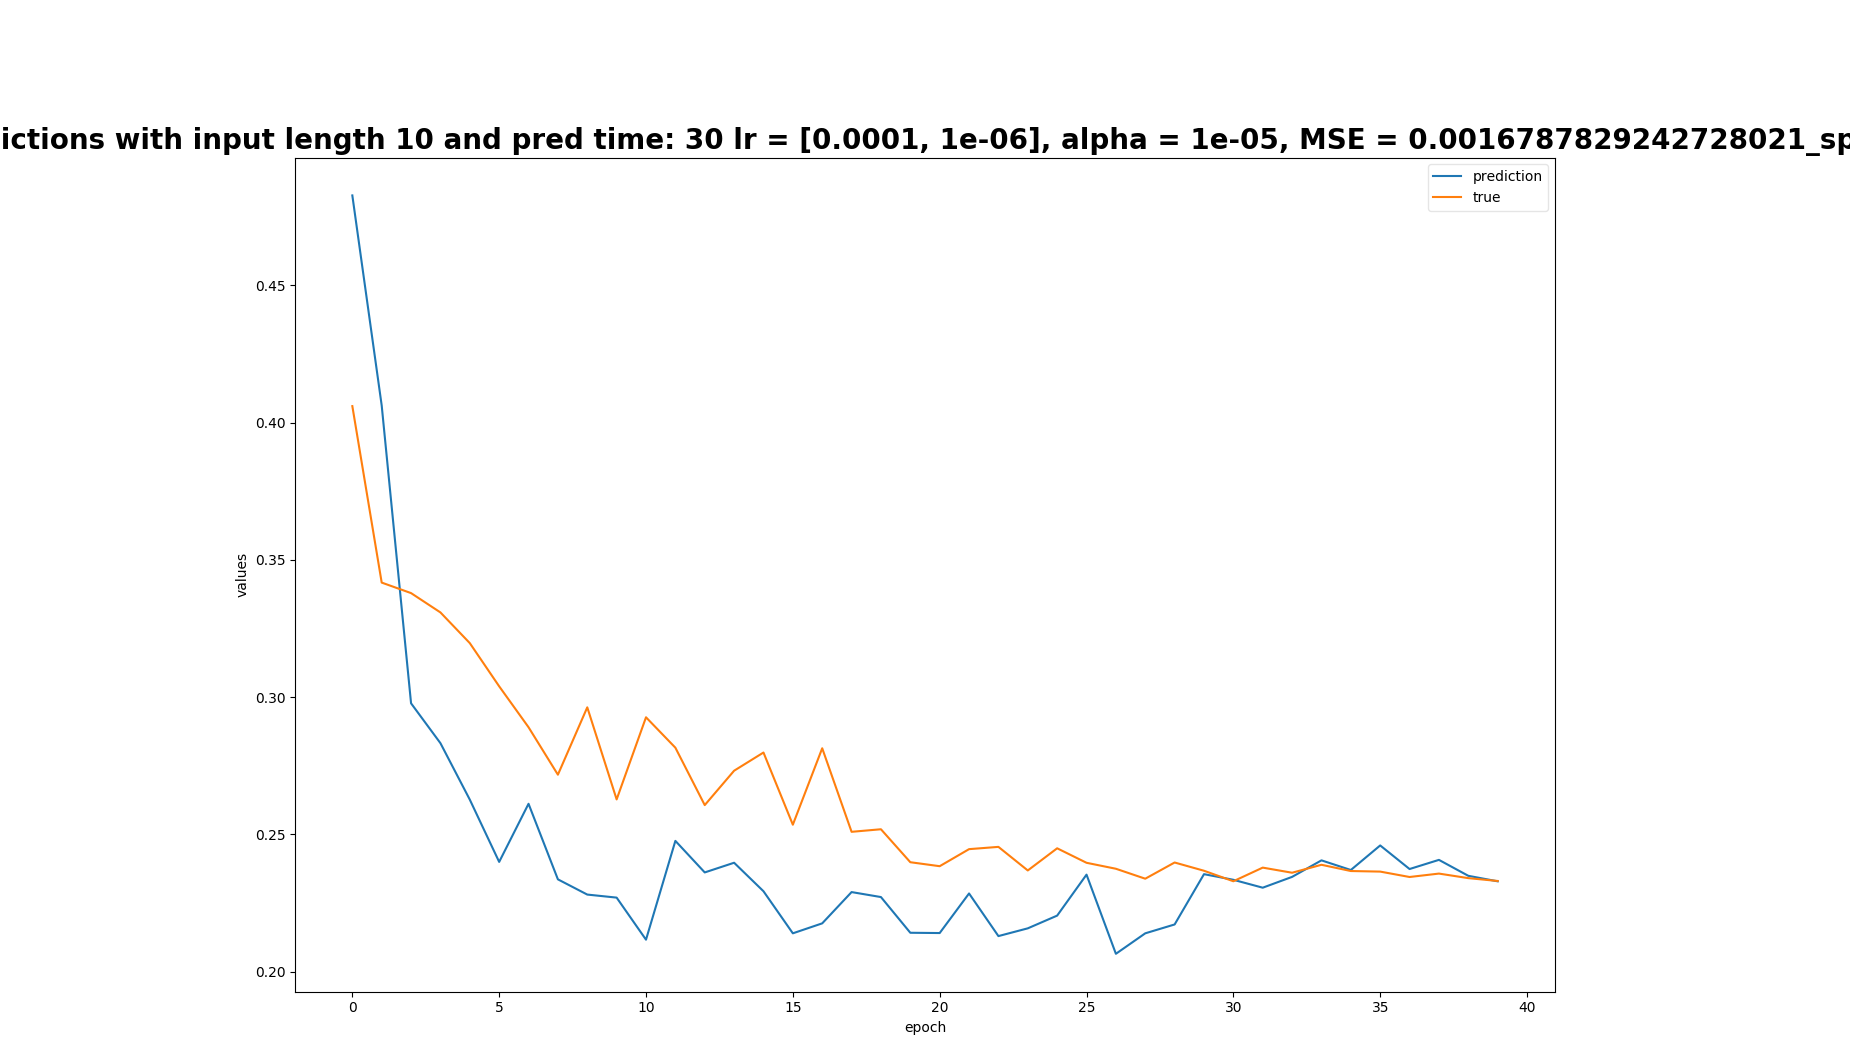 ictions with input length 10 and pred time: 30 lr = [0.0001, 1e-06], alpha = 1e-05, MSE = 0.0016787829242728021_sp
prediction
true
0.45
0.40
0.35
0.30
0.25
0.20
values
0 5 10 15 20 25 30 35 40
epoch